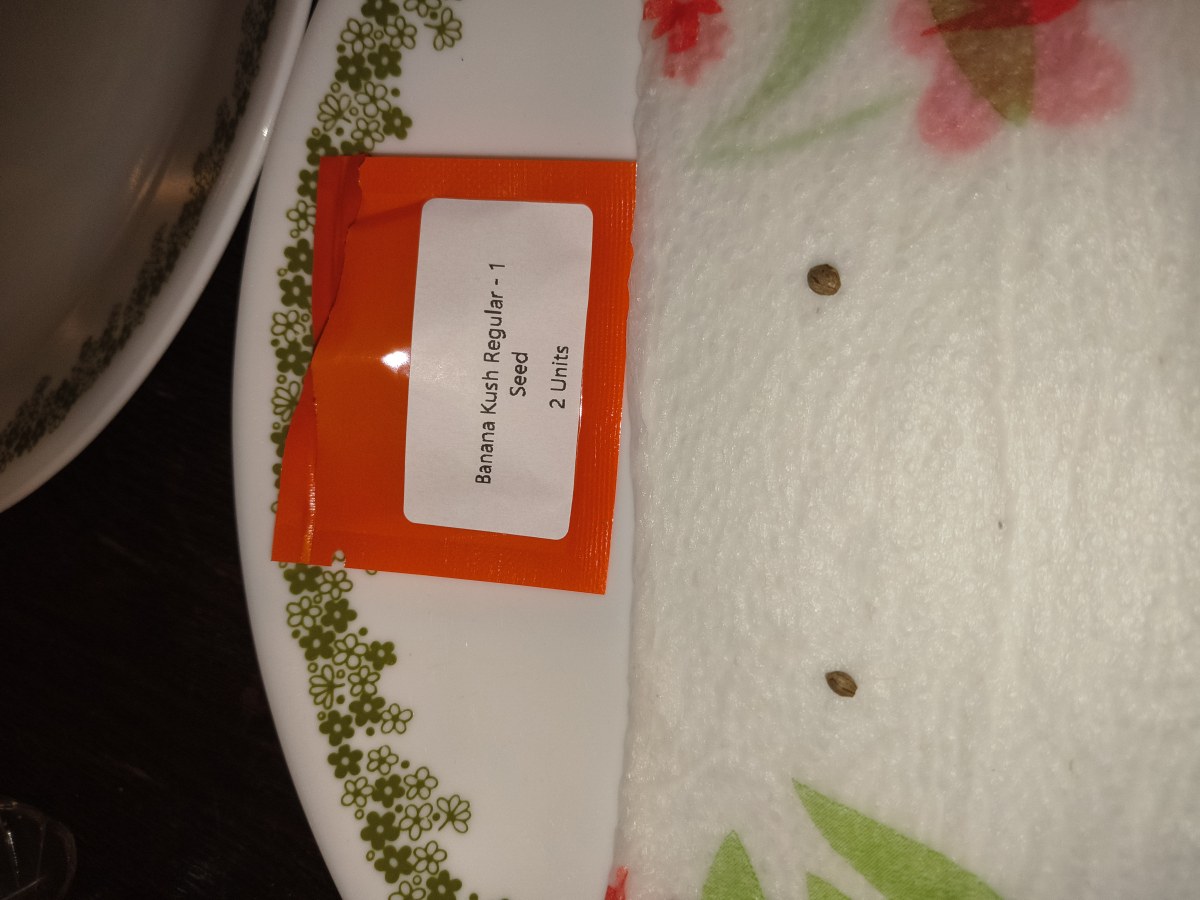 Banana Kush Regular - 1
Seed
2 Units